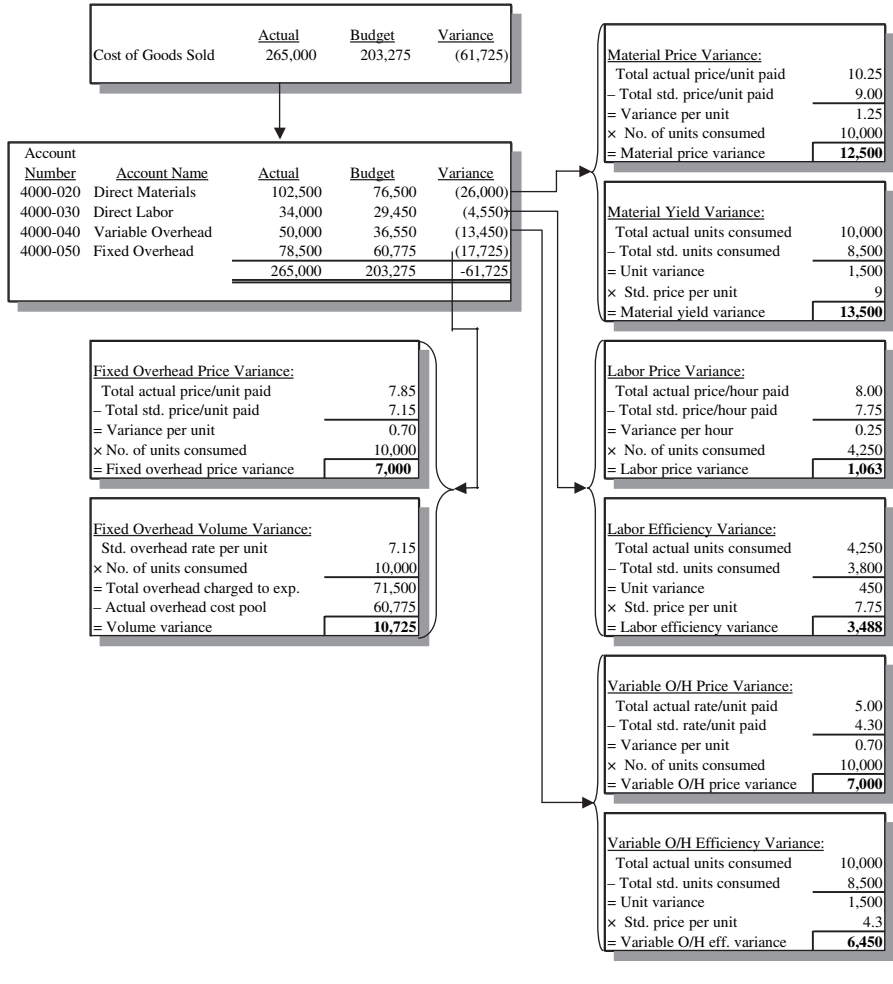 Actual Budget Variance
Cost of Goods Sold 265,000 203,275 (61,725)
Account
Number Account Name Actual Budget Variance
4000-020 Direct Materials 102,500 76,500 (26,000)
4000-030 Direct Labor 34,000 29,450 (4,550)
4000-040 Variable Overhead 50,000 36,550 (13,450)
4000-050 Fixed Overhead 78,500 60,775 (17,725)
265,000 203,275 -61,725
Material Price Variance:
Total actual price/unit paid 10.25
– Total std. price/unit paid 9.00
= Variance per unit 1.25
× No. of units consumed 10,000
= Material price variance 12,500
Material Yield Variance:
Total actual units consumed 10,000
– Total std. units consumed 8,500
= Unit variance 1,500
× Std. price per unit 9
= Material yield variance 13,500
Fixed Overhead Price Variance:
Total actual price/unit paid 7.85
– Total std. price/unit paid 7.15
= Variance per unit 0.70
× No. of units consumed 10,000
= Fixed overhead price variance 7,000
Fixed Overhead Volume Variance:
Std. overhead rate per unit 7.15
× No. of units consumed 10,000
= Total overhead charged to exp. 71,500
– Actual overhead cost pool 60,775
= Volume variance 10,725
Labor Price Variance:
Total actual price/hour paid 8.00
– Total std. price/hour paid 7.75
= Variance per hour 0.25
× No. of units consumed 4,250
= Labor price variance 1,063
Labor Efficiency Variance:
Total actual units consumed 4,250
– Total std. units consumed 3,800
= Unit variance 450
× Std. price per unit 7.75
= Labor efficiency variance 3,488
Variable O/H Price Variance:
Total actual rate/unit paid 5.00
– Total std. rate/unit paid 4.30
= Variance per unit 0.70
× No. of units consumed 10,000
= Variable O/H price variance 7,000
Variable O/H Efficiency Variance:
Total actual units consumed 10,000
– Total std. units consumed 8,500
= Unit variance 1,500
× Std. price per unit 4.3
= Variable O/H eff. variance 6,450